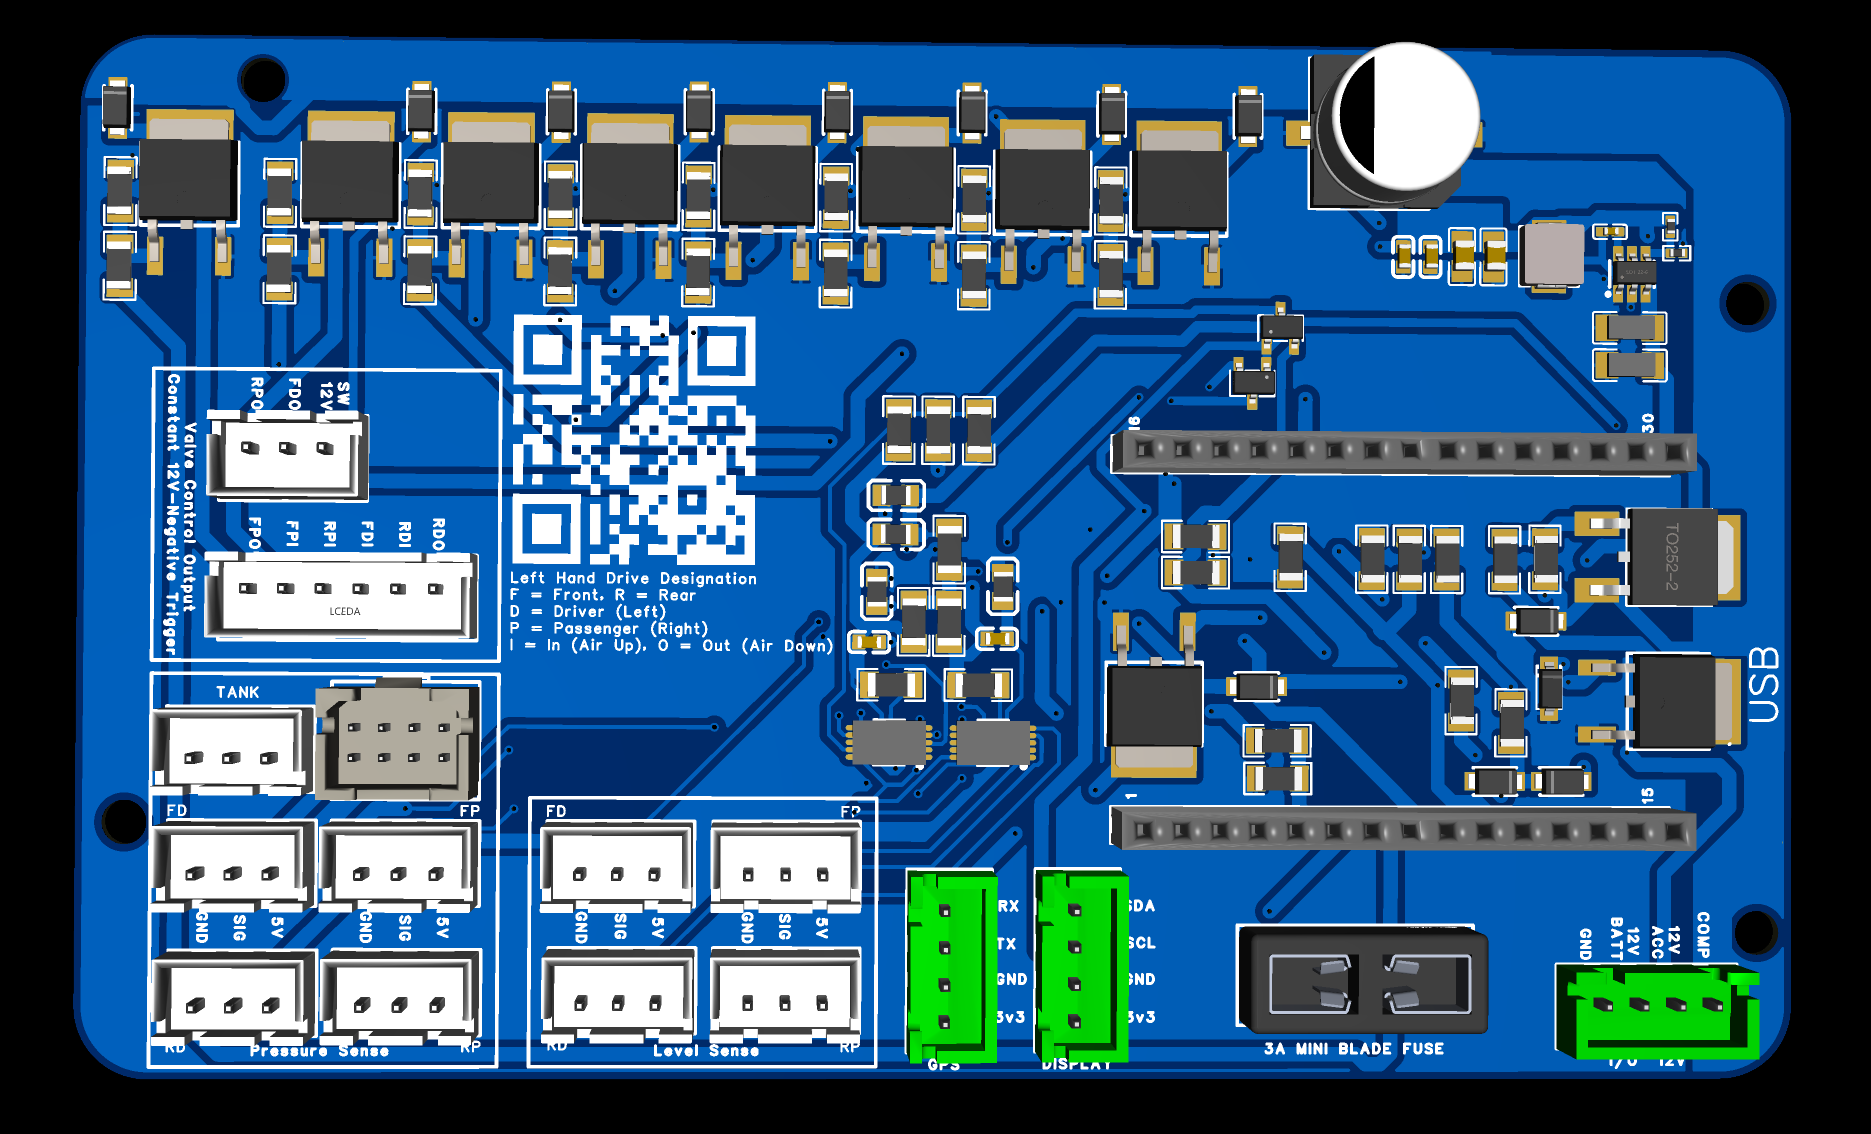 SW
12V
FDO
RPO
Valve Control Output
Constant 12V-Negative Trigger
FPO
FPI
RPI
FDI
RDI
RDO
LCEDA
Left Hand Drive Designation
F = Front, R = Rear
D = Driver (Left)
P = Passenger (Right)
I = In (Air Up), O = Out (Air Down)
16
30
TO252-2
USB
1
15
TANK
FD
FP
GND
SIG
5V
GND
SIG
5V
RD
Pressure Sense
RP
FD
FP
GND
SIG
5V
GND
SIG
5V
RD
Level Sense
RP
RX
TX
GND
3v3
GPS
SDA
SCL
GND
3v3
DISPLAY
3A MINI BLADE FUSE
GND
12V
BATT
12V
ACC
COMP
I/O 12V